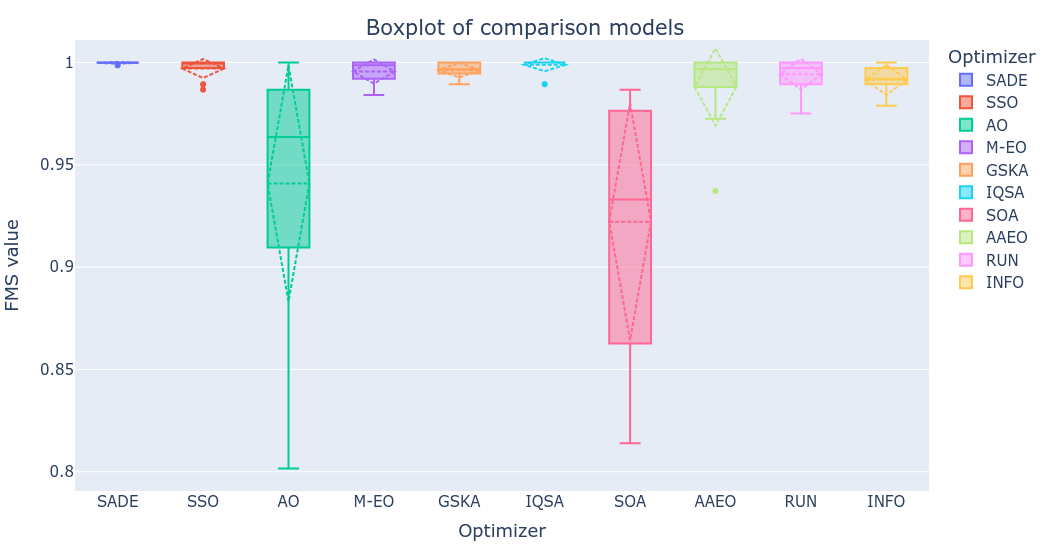 Boxplot of comparison models
FMS value
1
0.95
0.9
0.85
0.8
SADE
SSO
AO
M-EO
GSKA
IQSA
SOA
AAEO
RUN
INFO
Optimizer
Optimizer
SADE
SSO
AO
M-EO
GSKA
IQSA
SOA
AAEO
RUN
INFO